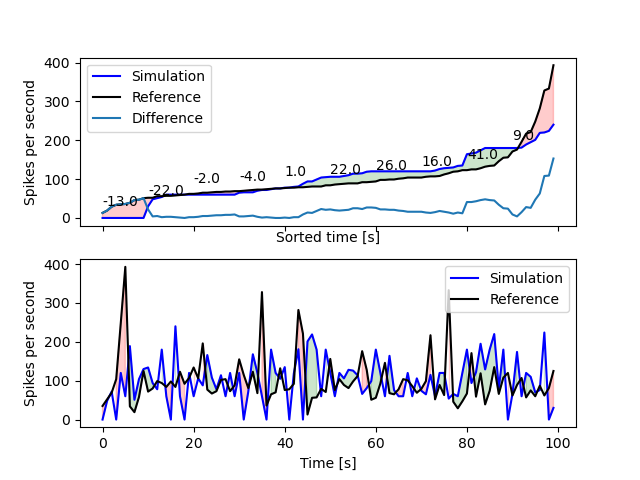 400
300
200
100
0
Spikes per second
Simulation
Reference
Difference
-13.0
-22.0
-2.0
-4.0
1.0
22.0
26.0
16.0
41.0
9.0
Sorted time [s]
400
300
200
100
0
Spikes per second
Simulation
Reference
0
20
40
60
80
100
Time [s]